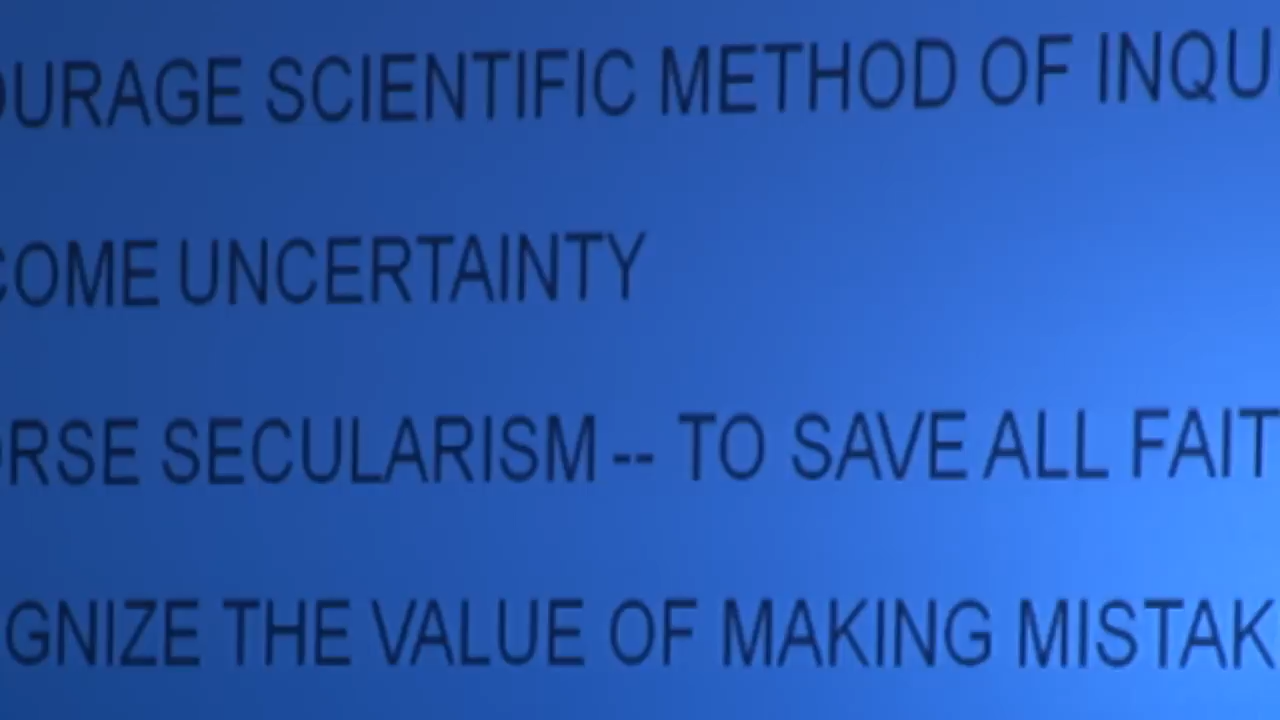 OURAGE SCIENTIFIC METHOD OF INQU
COME UNCERTAINTY
ORSE SECULARISM -- TO SAVE ALL FAIT
GNIZE THE VALUE OF MAKING MISTAK